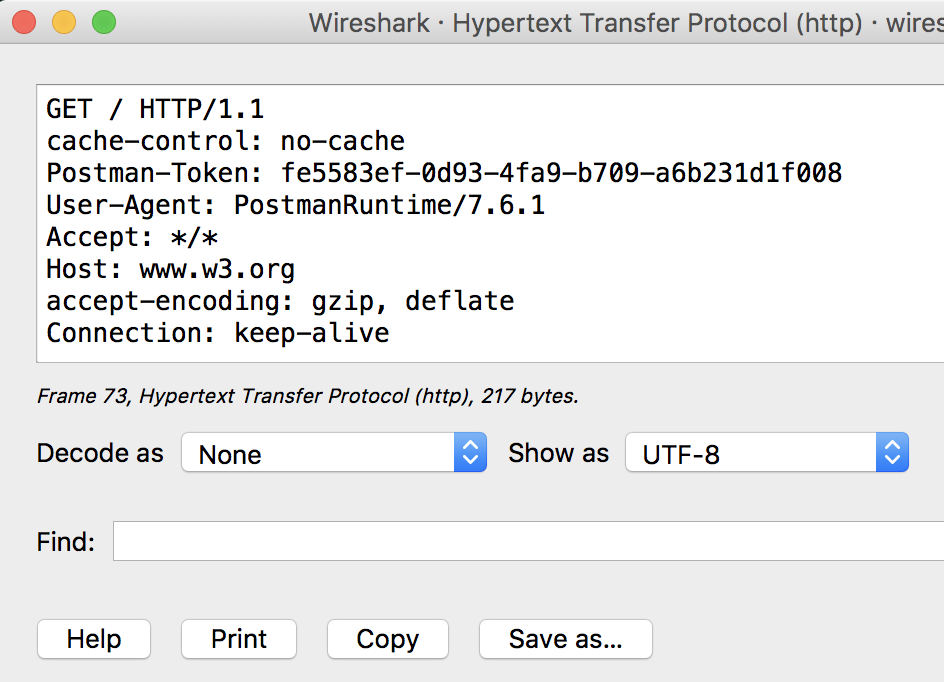 Wireshark · Hypertext Transfer Protocol (http) · wires
GET / HTTP/1.1
cache-control: no-cache
Postman-Token: fe5583ef-0d93-4fa9-b709-a6b231d1f008
User-Agent: PostmanRuntime/7.6.1
Accept: */*
Host: www.w3.org
accept-encoding: gzip, deflate
Connection: keep-alive
Frame 73, Hypertext Transfer Protocol (http), 217 bytes.
Decode as None Show as UTF-8
Find:
Help Print Copy Save as...